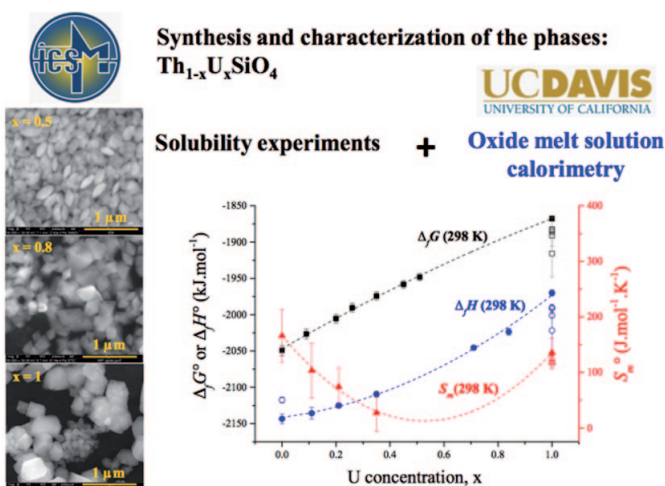 iCSM
Synthesis and characterization of the phases:
Th1-xUxSiO4
UCDAVIS
UNIVERSITY OF CALIFORNIA
Solubility experiments + Oxide melt solution
calorimetry
x = 0.5
1 µm
x = 0.8
1 µm
x = 1
1 µm
ΔfG° or ΔfH° (kJ.mol-1)
-1850
-1900
-1950
-2000
-2050
-2100
-2150
ΔfG (298 K)
ΔfH (298 K)
Sm(298 K)
400
300
200
100
0
Sm° (J.mol-1.K-1)
0.0 0.2 0.4 0.6 0.8 1.0
U concentration, x